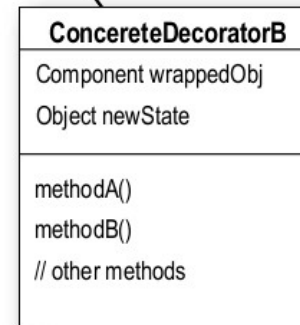 ConcereteDecoratorB
Component wrappedObj
Object newState
methodA()
methodB()
// other methods